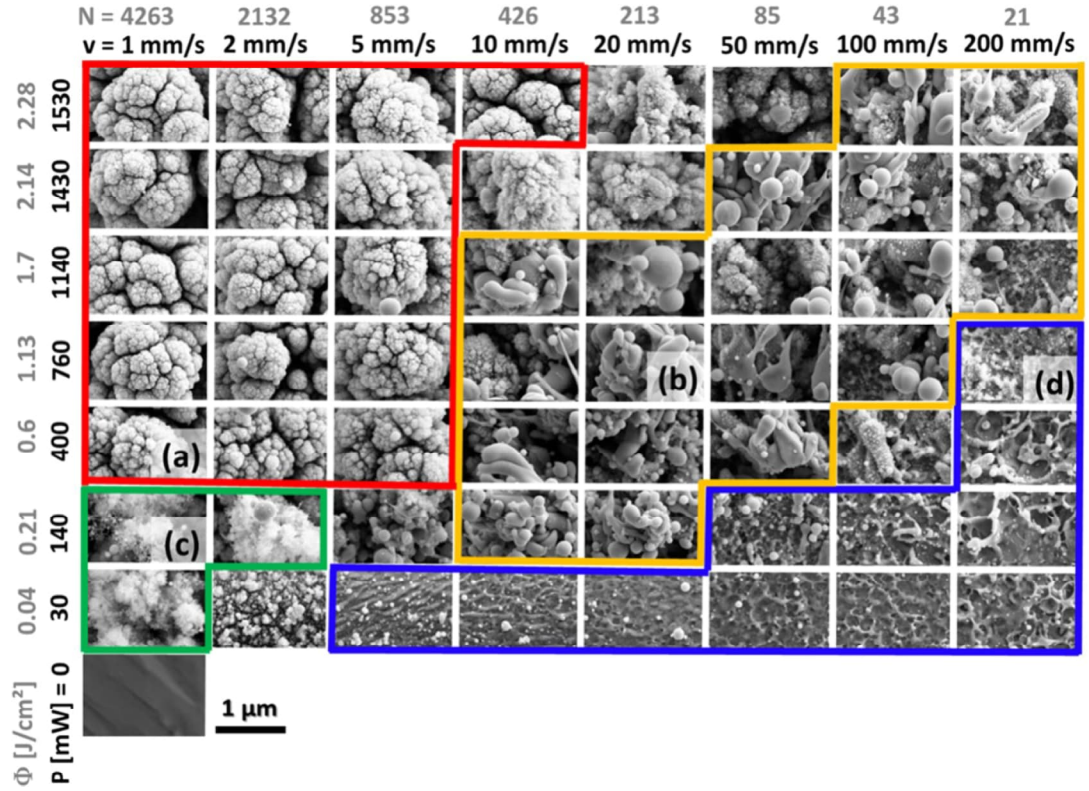 N = 4263 2132 853 426 213 85 43 21
v = 1 mm/s 2 mm/s 5 mm/s 10 mm/s 20 mm/s 50 mm/s 100 mm/s 200 mm/s
2.28 1530
2.14 1430
1.7 1140
1.13 760 (b) (d)
0.6 400 (a)
0.21 140 (c)
0.04 30
Φ [J/cm²] P [mW] = 0
1 µm